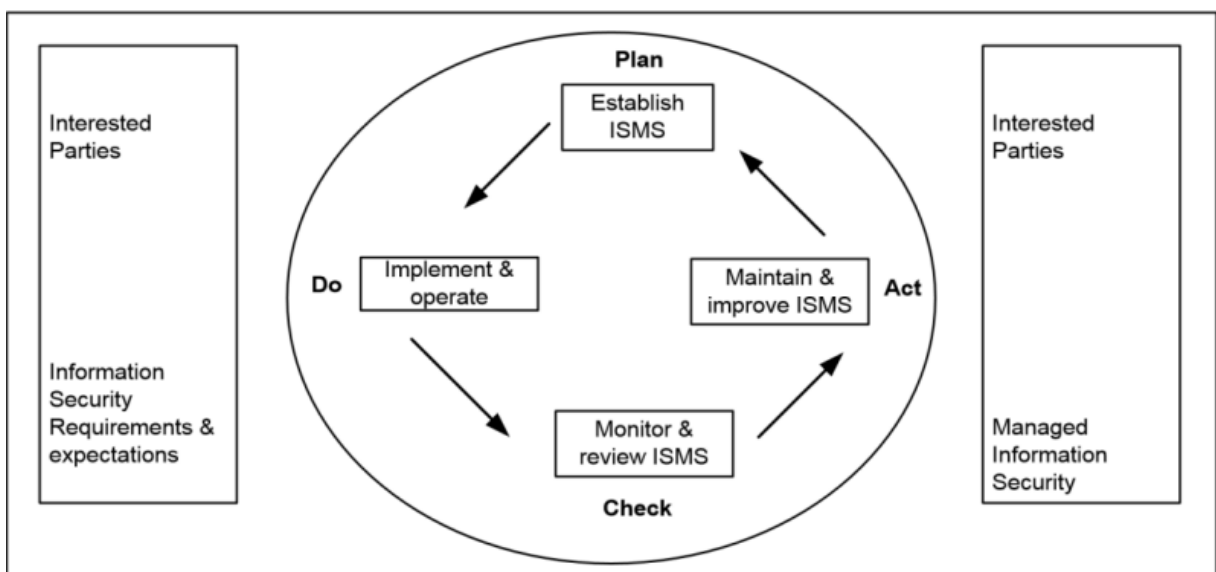 Interested
Parties
Information
Security
Requirements &
expectations
Plan
Establish
ISMS
Do
Implement &
operate
Maintain &
improve ISMS
Act
Monitor &
review ISMS
Check
Interested
Parties
Managed
Information
Security